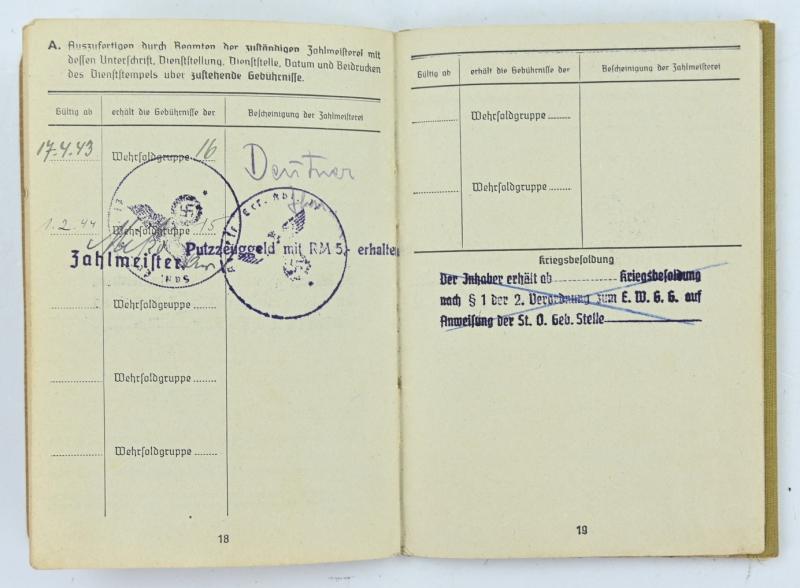 A. Auszufertigen durch Beamten der zuständigen Zahlmeisterei mit
dessen Unterschrift, Dienststellung, Dienststelle, Datum und Beidrucken
des Dienststempels über zustehende Gebührnisse.
Gültig ab erhält die Gebührnisse der Bescheinigung der Zahlmeisterei
17.4.43 Wehrsoldgruppe 16
1.2.44 Wehrsoldgruppe 15
Putzzeuggeld mit RM 5,- erhalten
Zahlmeister
Wehrsoldgruppe
Wehrsoldgruppe
Wehrsoldgruppe
18
Gültig ab erhält die Gebührnisse der Bescheinigung der Zahlmeisterei
Wehrsoldgruppe
Wehrsoldgruppe
Kriegsbesoldung
Der Inhaber erhält ab Kriegsbesoldung
nach § 1 der 2. Verordnung zum E. W. G. G. auf
Anweisung der St. O. Geb. Stelle
19